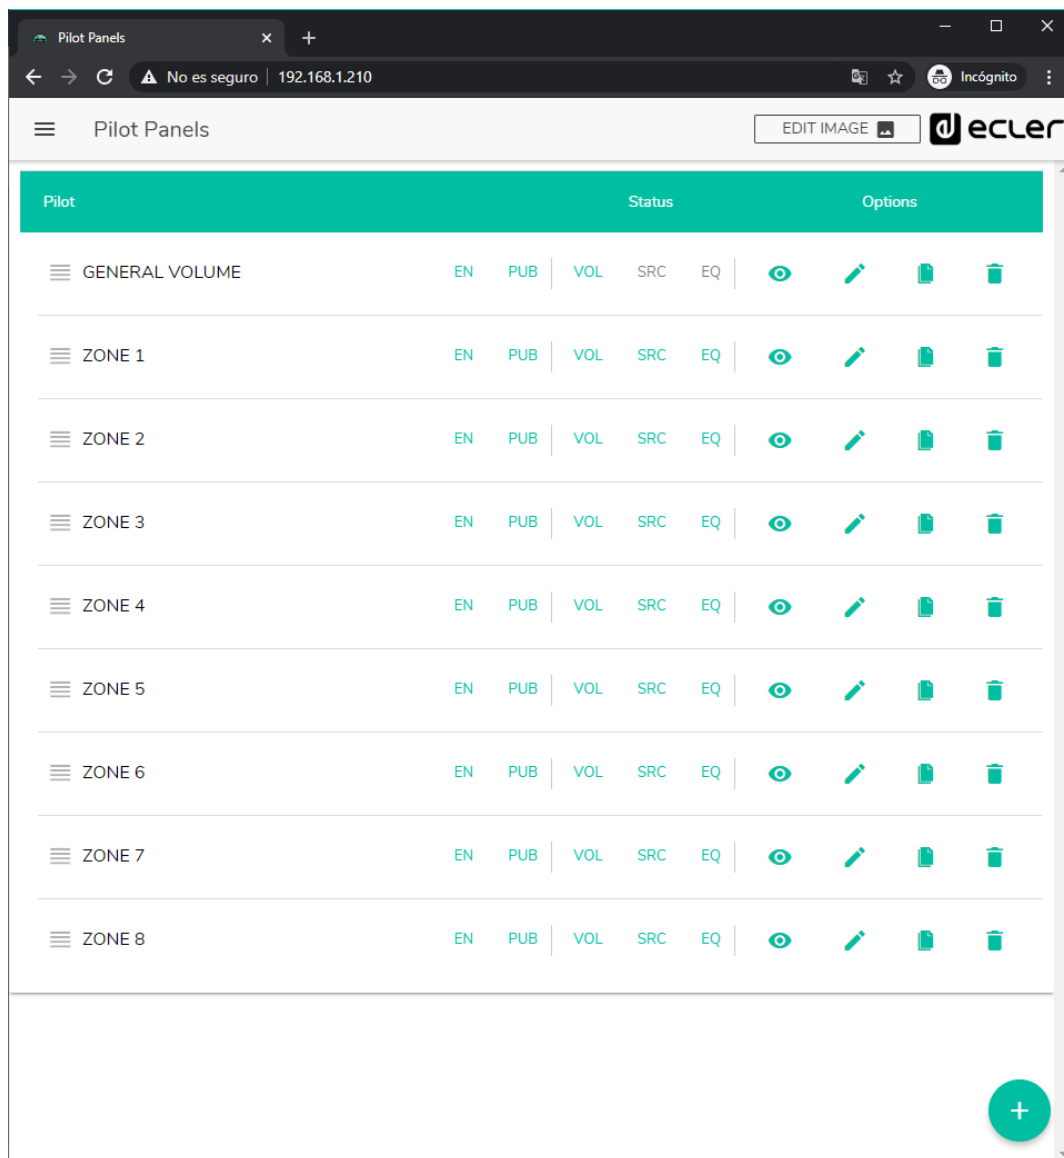 Pilot Panels
No es seguro 192.168.1.210 Incógnito
Pilot Panels EDIT IMAGE ecler
Pilot Status Options
GENERAL VOLUME EN PUB VOL SRC EQ
ZONE 1 EN PUB VOL SRC EQ
ZONE 2 EN PUB VOL SRC EQ
ZONE 3 EN PUB VOL SRC EQ
ZONE 4 EN PUB VOL SRC EQ
ZONE 5 EN PUB VOL SRC EQ
ZONE 6 EN PUB VOL SRC EQ
ZONE 7 EN PUB VOL SRC EQ
ZONE 8 EN PUB VOL SRC EQ